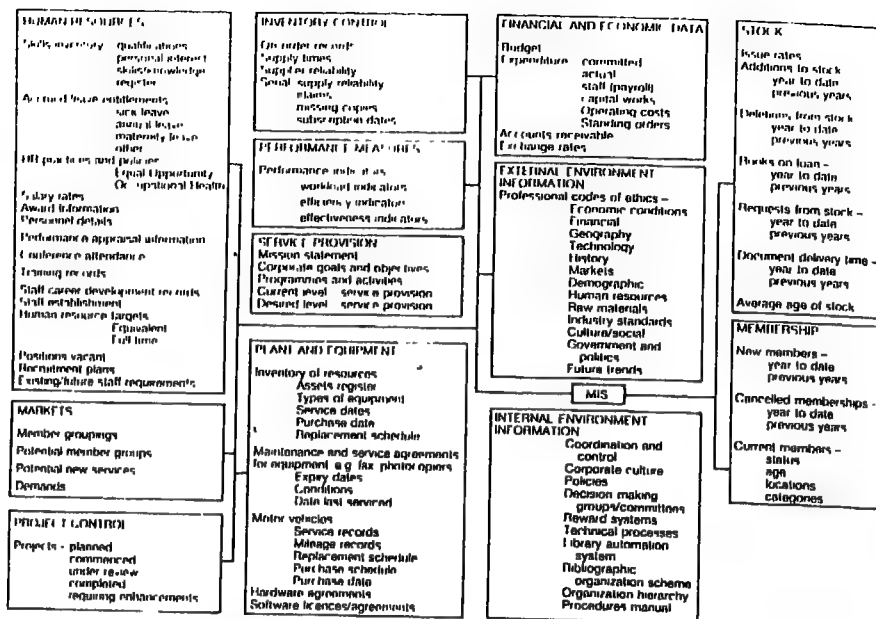 HUMAN RESOURCES
Skills inventory qualifications
personal interest
skills/knowledge
register
Accrued leave entitlements
sick leave
annual leave
maternity leave
other
HR practices and policies
Equal Opportunity
Occupational Health
Salary rates
Award Information
Personnel details
Performance appraisal information
Conference attendance
Training records
Staff career development records
Staff establishment
Human resource targets
Equivalent
Full time
Positions vacant
Recruitment plans
Existing/future staff requirements
MARKETS
Member groupings
Potential member groups
Potential new services
Demands
PROJECT CONTROL
Projects - planned
commenced
under review
completed
requiring enhancements
INVENTORY CONTROL
On order records
Supply times
Supplier reliability
Serial supply reliability
claims
missing copies
subscription dates
PERFORMANCE MEASURES
Performance indicators
workload indicators
efficiency indicators
effectiveness indicators
SERVICE PROVISION
Mission statement
Corporate goals and objectives
Programmes and activities
Current level service provision
Desired level service provision
PLANT AND EQUIPMENT
Inventory of resources
Assets register
Types of equipment
Service dates
Purchase date
Replacement schedule
Maintenance and service agreements
for equipment e.g fax photocopiers
Expiry dates
Conditions
Date last serviced
Motor vehicles
Service records
Mileage records
Replacement schedule
Purchase schedule
Purchase date
Hardware agreements
Software licences/agreements
FINANCIAL AND ECONOMIC DATA
Budget
Expenditure committed
actual
staff (payroll)
capital works
Operating costs
Standing orders
Accounts receivable
Exchange rates
EXTERNAL ENVIRONMENT
INFORMATION
Professional codes of ethics –
Economic conditions
Financial
Geography
Technology
History
Markets
Demographic
Human resources
Raw materials
Industry standards
Culture/social
Government and
politics
Future trends
MIS
INTERNAL ENVIRONMENT
INFORMATION
Coordination and
control
Corporate culture
Policies
Decision making
groups/committees
Reward systems
Technical processes
Library automation
system
Bibliographic
organization scheme
Organization hierarchy
Procedures manual
STOCK
Issue rates
Additions to stock
year to date
previous years
Deletions from stock
year to date
previous years
Books on loan –
year to date
previous years
Requests from stock –
year to date
previous years
Document delivery time –
year to date
previous years
Average age of stock
MEMBERSHIP
New members –
year to date
previous years
Cancelled memberships –
year to date
previous years
Current members –
status
age
locations
categories